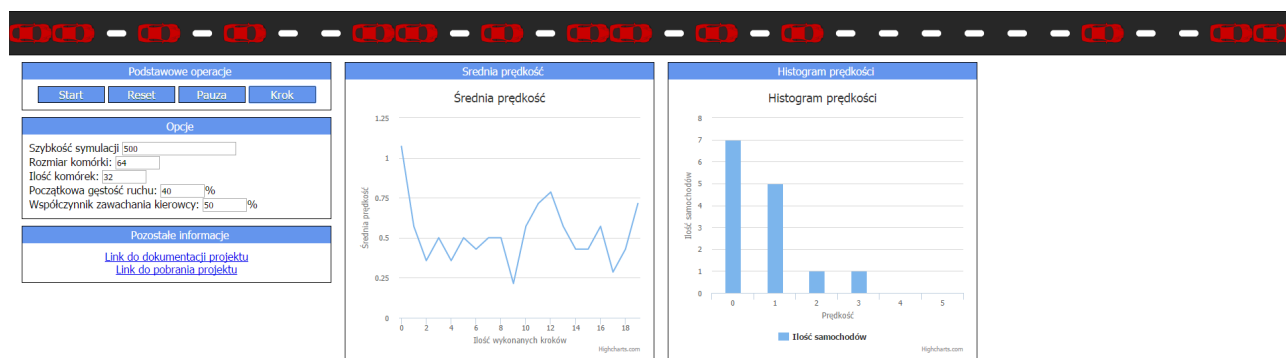 Podstawowe operacje
Start Reset Pauza Krok
Opcje
Szybkość symulacji 500
Rozmiar komórki: 64
Ilość komórek: 32
Początkowa gęstość ruchu: 40 %
Współczynnik zawachania kierowcy: 50 %
Pozostałe informacje
Link do dokumentacji projektu
Link do pobrania projektu
Srednia prędkość
Średnia prędkość
1.25
1
0.75
0.5
0.25
0
Średnia prędkość
0 2 4 6 8 10 12 14 16 18
Ilość wykonanych kroków
Highcharts.com
Histogram prędkości
Histogram prędkości
8
7
6
5
4
3
2
1
0
Ilość samochodów
0 1 2 3 4 5
Prędkość
Ilość samochodów
Highcharts.com